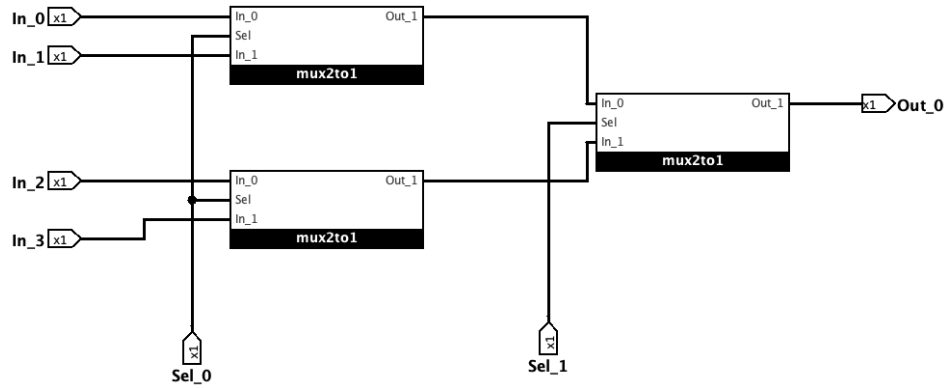 In_0 x1
In_0
Out_1
Sel
In_1 x1
In_1
mux2to1
In_0
Out_1
x1 Out_0
Sel
In_1
mux2to1
In_2 x1
In_0
Out_1
Sel
In_3 x1
In_1
mux2to1
x1
Sel_0
x1
Sel_1